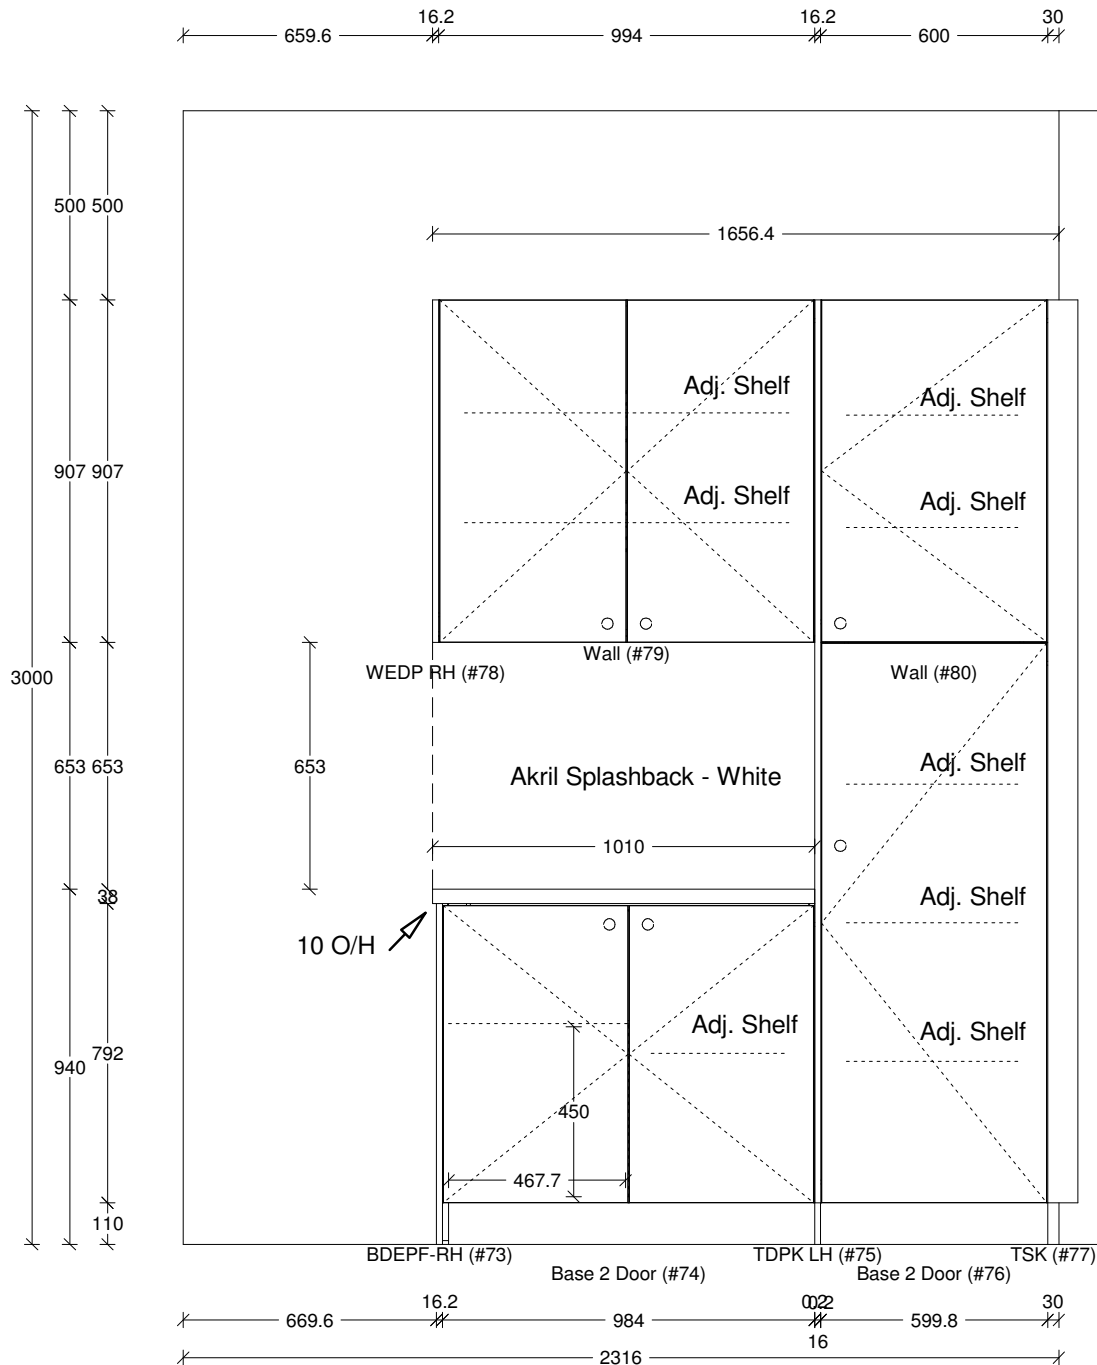 16.2 16.2 30
659.6 994 600
500 500
1656.4
Adj. Shelf Adj. Shelf
907 907
Adj. Shelf Adj. Shelf
Wall (#79)
WEDP RH (#78) Wall (#80)
3000
653 653 653
Akril Splashback - White
Adj. Shelf
1010
38
Adj. Shelf
10 O/H
Adj. Shelf Adj. Shelf
940 792
450
467.7
110
BDEPF-RH (#73) TDPK LH (#75) TSK (#77)
Base 2 Door (#74) Base 2 Door (#76)
16.2 0.2 0.2 30
669.6 984 599.8
16
2316